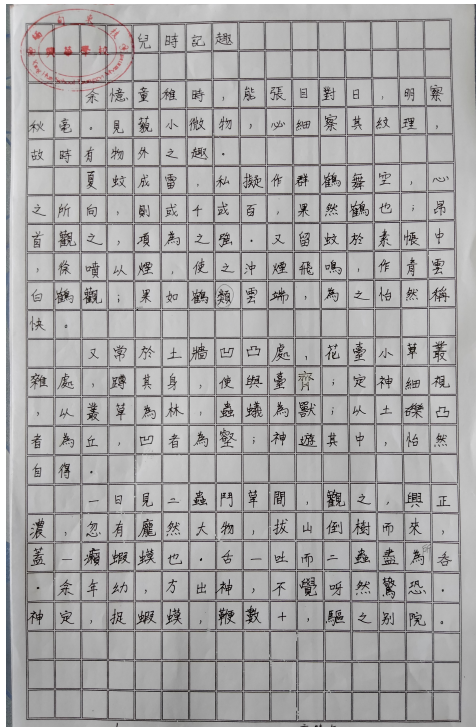 兒時記趣
余憶童稚時，能張目對日，明察
秋毫。見藐小微物，必細察其紋理，
故時有物外之趣。
夏蚊成雷，私擬作群鶴舞空，心
之所向，則或千或百，果然鶴也；昂
首觀之，項為之強。又留蚊於素帳中
，徐噴以煙，使之沖煙飛鳴，作青雲
白鶴觀；果如鶴類雲端，為之怡然稱
快。
又常於土牆凹凸處，花臺小草叢
雜處，蹲其身，使與臺齊；定神細視
，以叢草為林，蟲蟻為獸；以土礫凸
者為丘，凹者為壑；神遊其中，怡然
自得。
一日見二蟲鬥草間，觀之，興正
濃，忽有龐然大物，拔山倒樹而來，
蓋一癩蝦蟆也。舌一吐而二蟲盡為所吞
。余年幼，方出神，不覺呀然驚恐。
神定，捉蝦蟆，鞭數十，驅之別院。